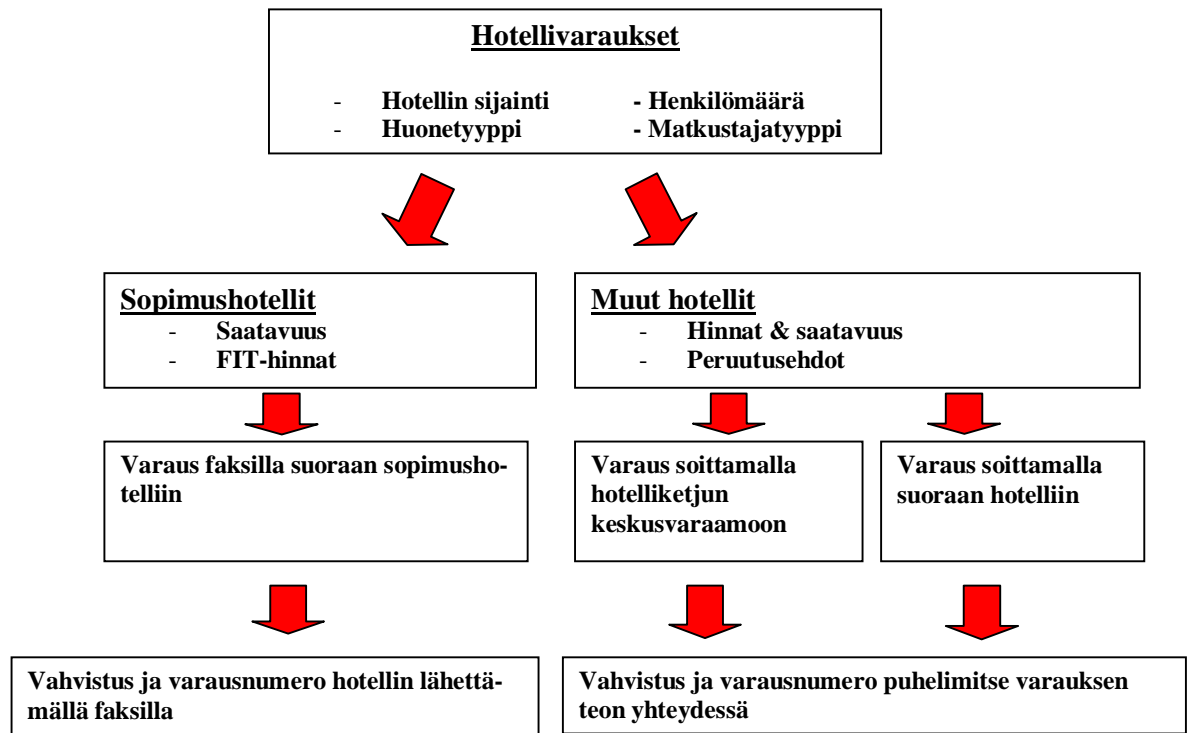 Hotellivaraukset
- Hotellin sijainti - Henkilömäärä
- Huonetyyppi - Matkustajatyyppi
Sopimushotellit
- Saatavuus
- FIT-hinnat
Muut hotellit
- Hinnat & saatavuus
- Peruutusehdot
Varaus faksilla suoraan sopimusho-
telliin
Varaus soittamalla
hotelliketjun
keskusvaraamoon
Varaus soittamalla
suoraan hotelliin
Vahvistus ja varausnumero hotellin lähettä-
mällä faksilla
Vahvistus ja varausnumero puhelimitse varauksen
teon yhteydessä